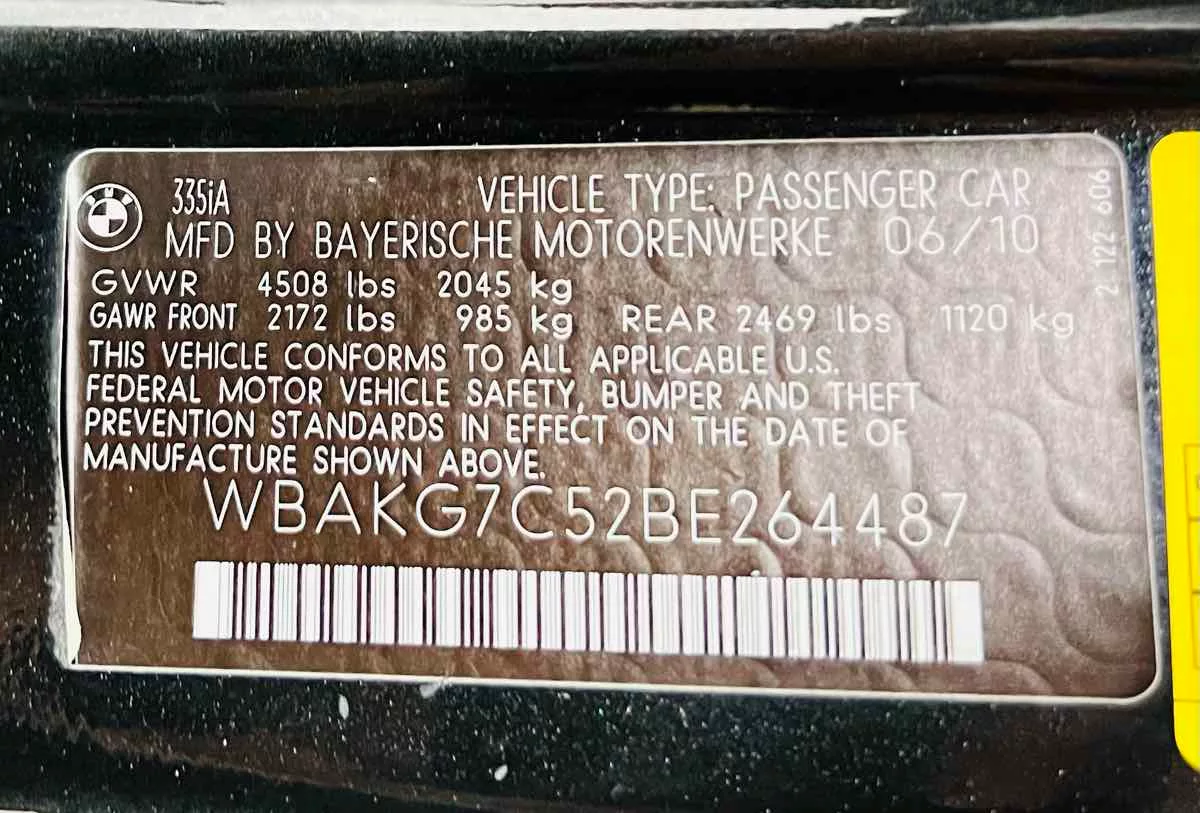 335iA VEHICLE TYPE: PASSENGER CAR
MFD BY BAYERISCHE MOTORENWERKE 06/10
GVWR 4508 lbs 2045 kg
GAWR FRONT 2172 lbs 985 kg REAR 2469 lbs 1120 kg
THIS VEHICLE CONFORMS TO ALL APPLICABLE U.S.
FEDERAL MOTOR VEHICLE SAFETY, BUMPER AND THEFT
PREVENTION STANDARDS IN EFFECT ON THE DATE OF
MANUFACTURE SHOWN ABOVE.
WBAKG7C52BE264487
2 122 606